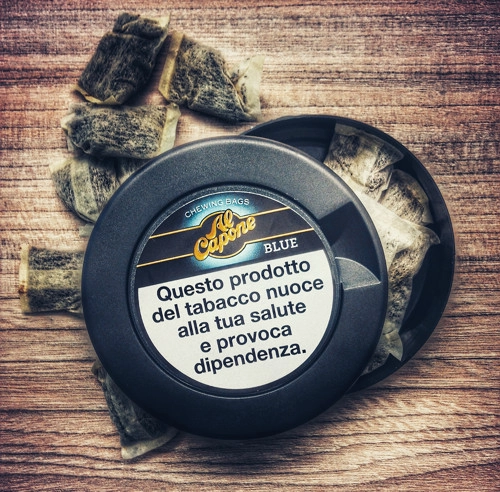 CHEWING BAGS
Al
Capone
BLUE
Questo prodotto
del tabacco nuoce
alla tua salute
e provoca
dipendenza.